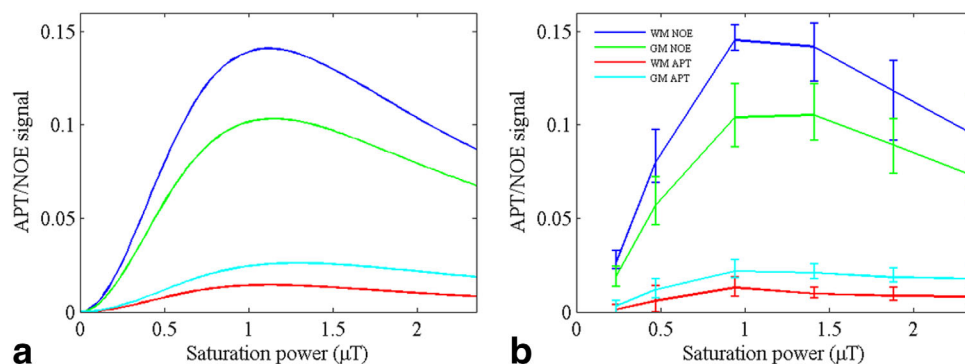 0.15
0.1
0.05
0
0
0.5
1
1.5
2
APT/NOE signal
Saturation power (μT)
a
0.15
0.1
0.05
0
0
0.5
1
1.5
2
APT/NOE signal
Saturation power (μT)
WM NOE
GM NOE
WM APT
GM APT
b